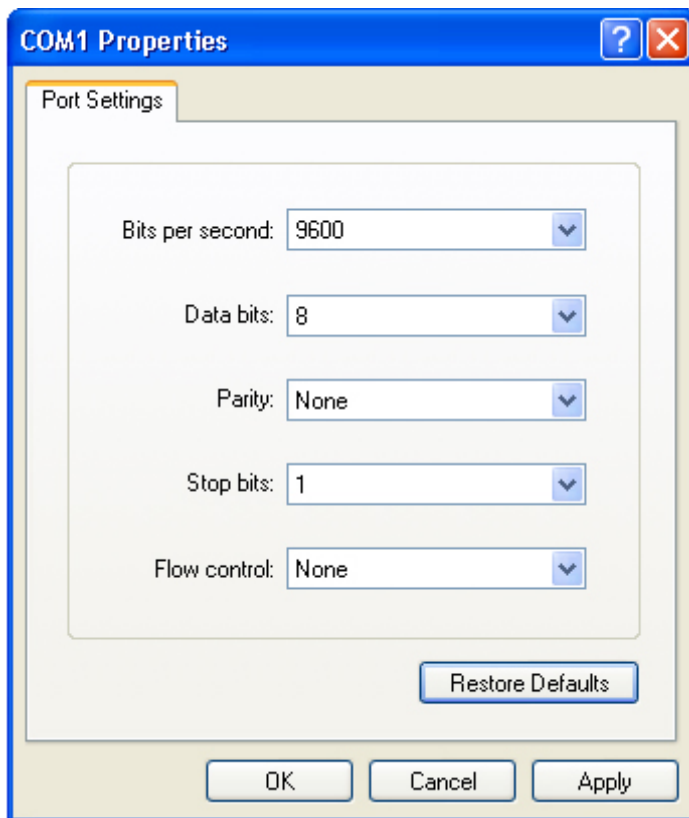 COM1 Properties
Port Settings
Bits per second: 9600
Data bits: 8
Parity: None
Stop bits: 1
Flow control: None
Restore Defaults
OK Cancel Apply